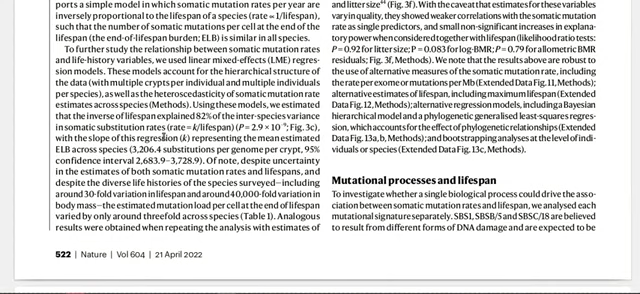 ports a simple model in which somatic mutation rates per year are
inversely proportional to the lifespan of a species (rate ≈ 1/lifespan),
such that the number of somatic mutations per cell at the end of the
lifespan (the end-of-lifespan burden; ELB) is similar in all species.
To further study the relationship between somatic mutation rates
and life-history variables, we used linear mixed-effects (LME) regres-
sion models. These models account for the hierarchical structure of
the data (with multiple crypts per individual and multiple individuals
per species), as well as the heteroscedasticity of somatic mutation rate
estimates across species (Methods). Using these models, we estimated
that the inverse of lifespan explained 82% of the inter-species variance
in somatic substitution rates (rate = k/lifespan) (P = 2.9 × 10⁻⁹; Fig. 3c),
with the slope of this regression (k) representing the mean estimated
ELB across species (3,206.4 substitutions per genome per crypt, 95%
confidence interval 2,683.9–3,728.9). Of note, despite uncertainty
in the estimates of both somatic mutation rates and lifespans, and
despite the diverse life histories of the species surveyed—including
around 30-fold variation in lifespan and around 40,000-fold variation in
body mass—the estimated mutation load per cell at the end of lifespan
varied by only around threefold across species (Table 1). Analogous
results were obtained when repeating the analysis with estimates of
and litter size⁴⁴ (Fig. 3f). With the caveat that estimates for these variables
vary in quality, they showed weaker correlations with the somatic mutation
rate as single predictors, and small non-significant increases in explana-
tory power when considered together with lifespan (likelihood ratio tests:
P = 0.92 for litter size; P = 0.083 for log-BMR; P = 0.79 for allometric BMR
residuals; Fig. 3f, Methods). We note that the results above are robust to
the use of alternative measures of the somatic mutation rate, including
the rate per exome or mutations per Mb (Extended Data Fig. 11, Methods);
alternative estimates of lifespan, including maximum lifespan (Extended
Data Fig. 12, Methods); alternative regression models, including a Bayesian
hierarchical model and a phylogenetic generalised least-squares regres-
sion, which accounts for the effect of phylogenetic relationships (Extended
Data Fig. 13a, b, Methods); and bootstrapping analyses at the level of indi-
viduals or species (Extended Data Fig. 13c, Methods).
Mutational processes and lifespan
To investigate whether a single biological process could drive the asso-
ciation between somatic mutation rates and lifespan, we analysed each
mutational signature separately. SBS1, SBSB/5 and SBSC/18 are believed
to result from different forms of DNA damage and are expected to be
522 | Nature | Vol 604 | 21 April 2022